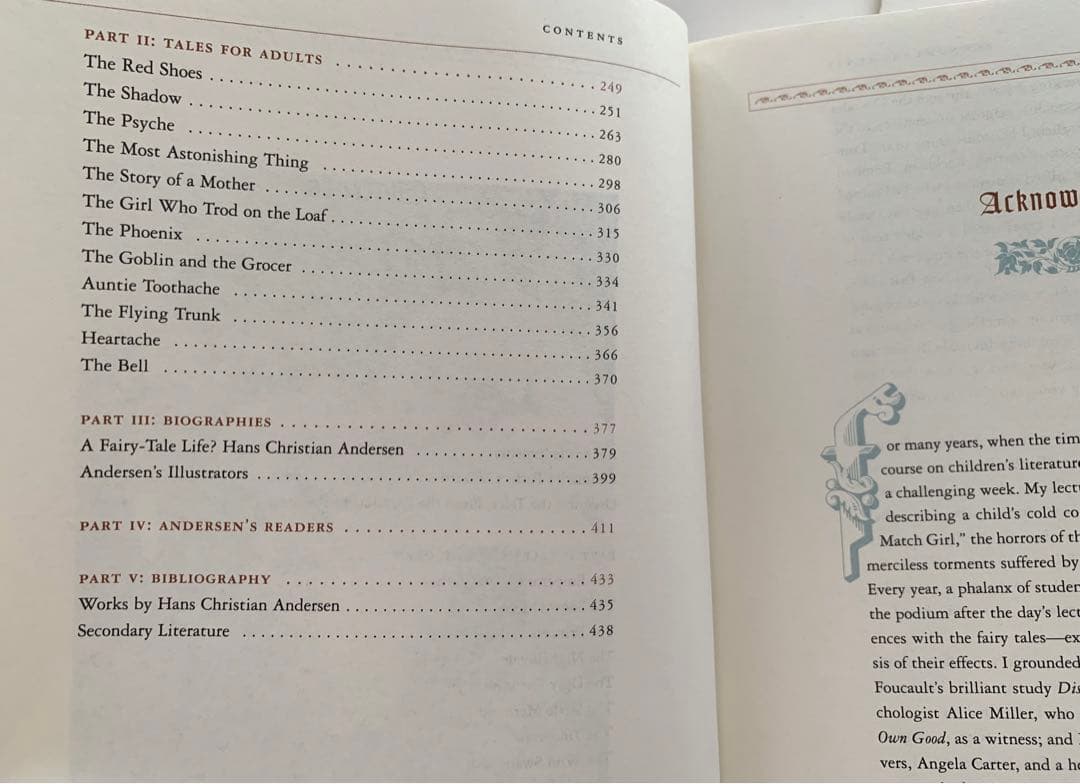 CONTENTS
PART II: TALES FOR ADULTS . . . . . . . . . . . . . . . . . . . . 249
The Red Shoes . . . . . . . . . . . . . . . . . . . . 251
The Shadow . . . . . . . . . . . . . . . . . . . . 263
The Psyche . . . . . . . . . . . . . . . . . . . . 280
The Most Astonishing Thing . . . . . . . . . . . . . . . . . . . . 298
The Story of a Mother . . . . . . . . . . . . . . . . . . . . 306
The Girl Who Trod on the Loaf . . . . . . . . . . . . . . . . . . . . 315
The Phoenix . . . . . . . . . . . . . . . . . . . . 330
The Goblin and the Grocer . . . . . . . . . . . . . . . . . . . . 334
Auntie Toothache . . . . . . . . . . . . . . . . . . . . 341
The Flying Trunk . . . . . . . . . . . . . . . . . . . . 356
Heartache . . . . . . . . . . . . . . . . . . . . 366
The Bell . . . . . . . . . . . . . . . . . . . . 370
PART III: BIOGRAPHIES . . . . . . . . . . . . . . . . . . . . 377
A Fairy-Tale Life? Hans Christian Andersen . . . . . . . . . . . . . . . . . . . . 379
Andersen's Illustrators . . . . . . . . . . . . . . . . . . . . 399
PART IV: ANDERSEN'S READERS . . . . . . . . . . . . . . . . . . . . 411
PART V: BIBLIOGRAPHY . . . . . . . . . . . . . . . . . . . . 433
Works by Hans Christian Andersen . . . . . . . . . . . . . . . . . . . . 435
Secondary Literature . . . . . . . . . . . . . . . . . . . . 438
Acknow
For many years, when the tim
course on children's literature
a challenging week. My lectu
describing a child's cold co
Match Girl," the horrors of th
merciless torments suffered by
Every year, a phalanx of studen
the podium after the day's lect
ences with the fairy tales—ex
sis of their effects. I grounded
Foucault's brilliant study Dis
chologist Alice Miller, who
Own Good, as a witness; and
vers, Angela Carter, and a he